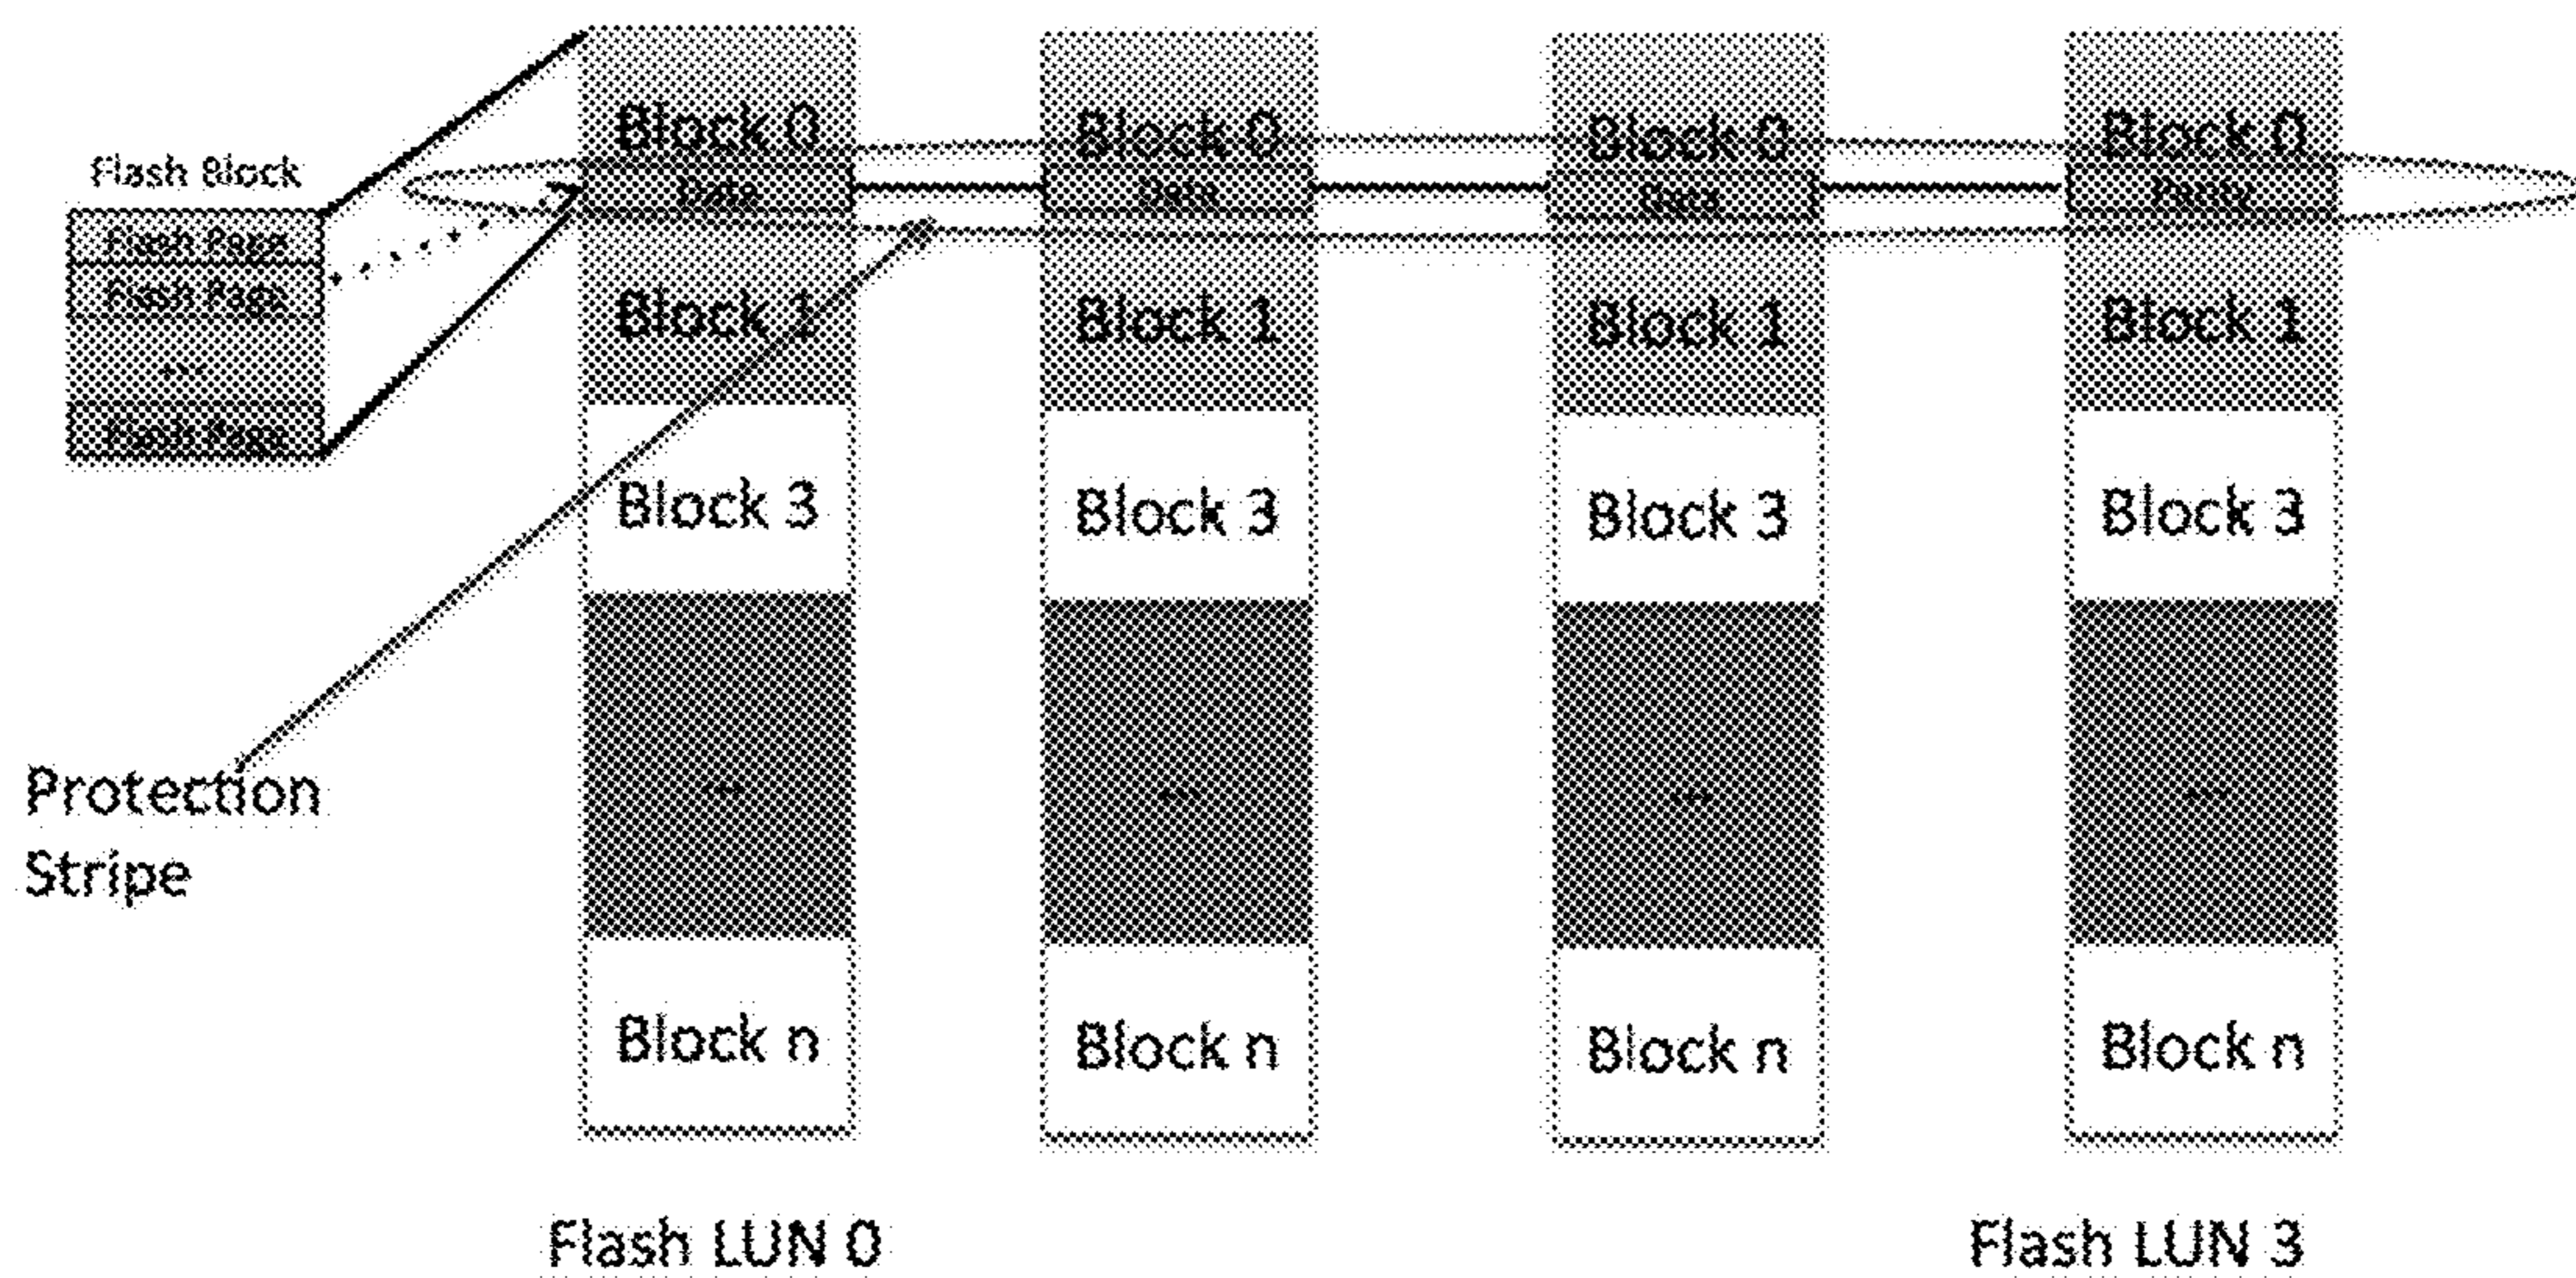 Flash Block
Flash Page
Flash Page
...
Flash Page
Protection
Stripe
Block 0
Data
Block 1
Block 3
...
Block n
Flash LUN 0
Block 0
Data
Block 1
Block 3
...
Block n
Block 0
Data
Block 1
Block 3
...
Block n
Block 0
Parity
Block 1
Block 3
...
Block n
Flash LUN 3